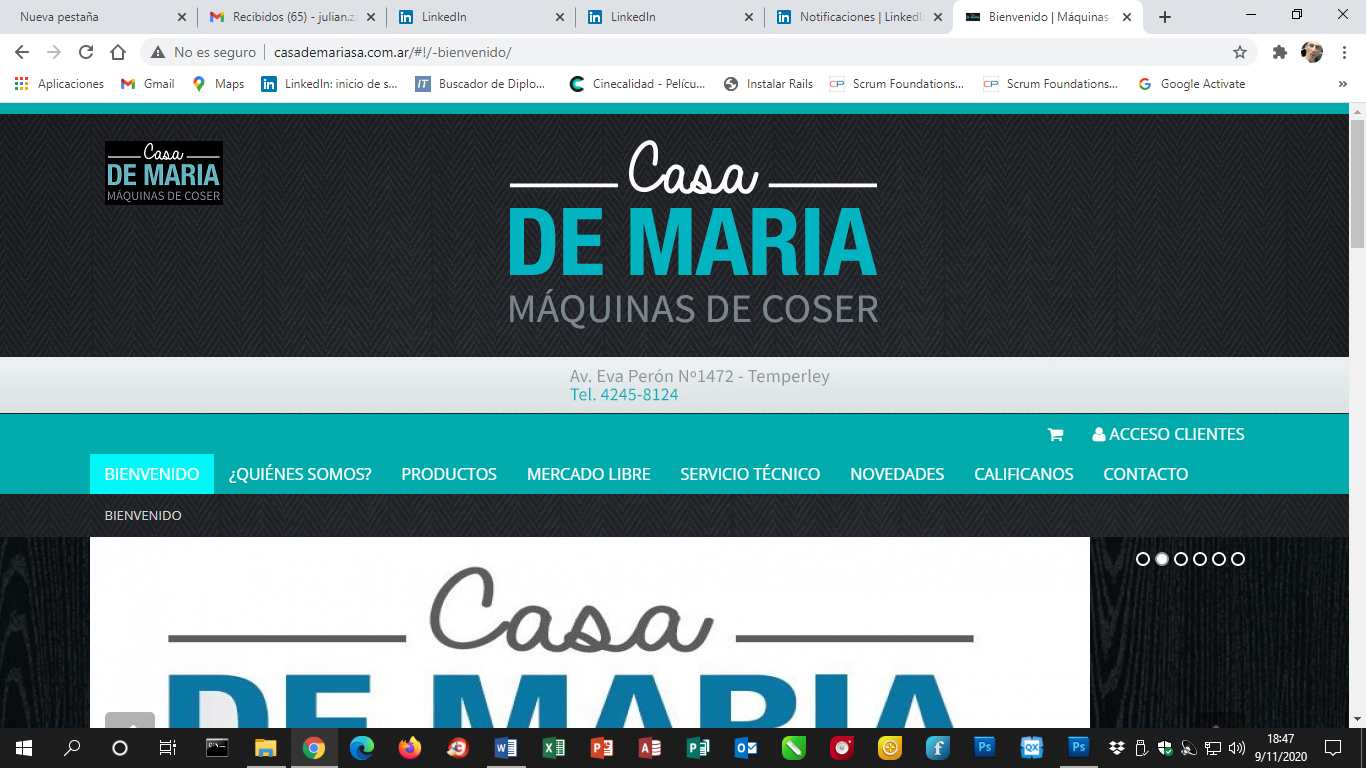 Nueva pestaña
Recibidos (65) - julian.za
LinkedIn
LinkedIn
Notificaciones | LinkedIn
Bienvenido | Máquinas
No es seguro
casademariasa.com.ar/#!/-bienvenido/
Aplicaciones
Gmail
Maps
LinkedIn: inicio de s...
Buscador de Diplo...
Cinecalidad - Pelícu...
Instalar Rails
Scrum Foundations...
Scrum Foundations...
Google Activate
»
Casa
DE MARIA
MÁQUINAS DE COSER
Casa
DE MARIA
MÁQUINAS DE COSER
Av. Eva Perón Nº1472 - Temperley
Tel. 4245-8124
ACCESO CLIENTES
BIENVENIDO ¿QUIÉNES SOMOS? PRODUCTOS MERCADO LIBRE SERVICIO TÉCNICO NOVEDADES CALIFICANOS CONTACTO
BIENVENIDO
Casa
DE MARIA
18:47
9/11/2020